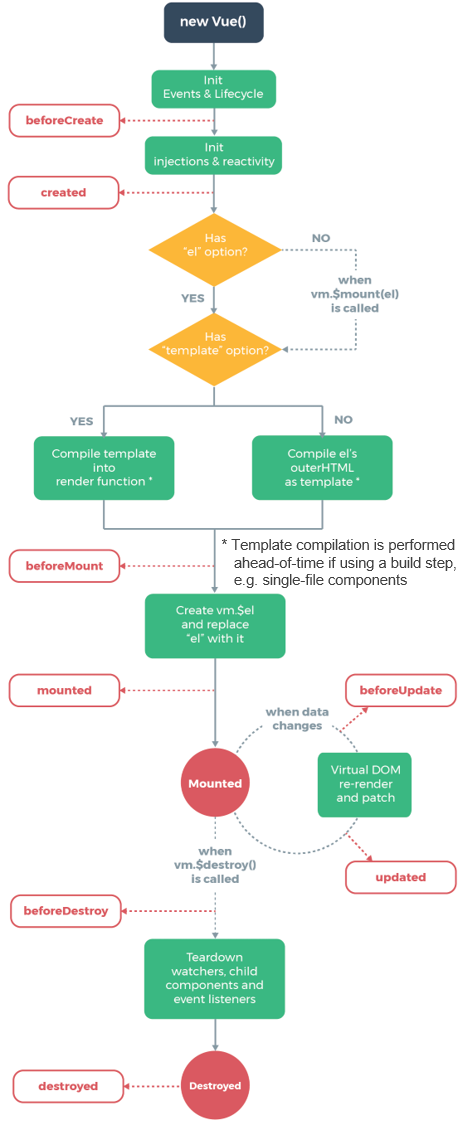 new Vue()
Init
Events & Lifecycle
beforeCreate
Init
injections & reactivity
created
Has
"el" option?
NO
when
vm.$mount(el)
is called
YES
Has
"template" option?
YES
NO
Compile template
into
render function *
Compile el's
outerHTML
as template *
* Template compilation is performed
ahead-of-time if using a build step,
e.g. single-file components
beforeMount
Create vm.$el
and replace
"el" with it
mounted
beforeUpdate
when data
changes
Mounted
Virtual DOM
re-render
and patch
when
vm.$destroy()
is called
updated
beforeDestroy
Teardown
watchers, child
components and
event listeners
destroyed
Destroyed